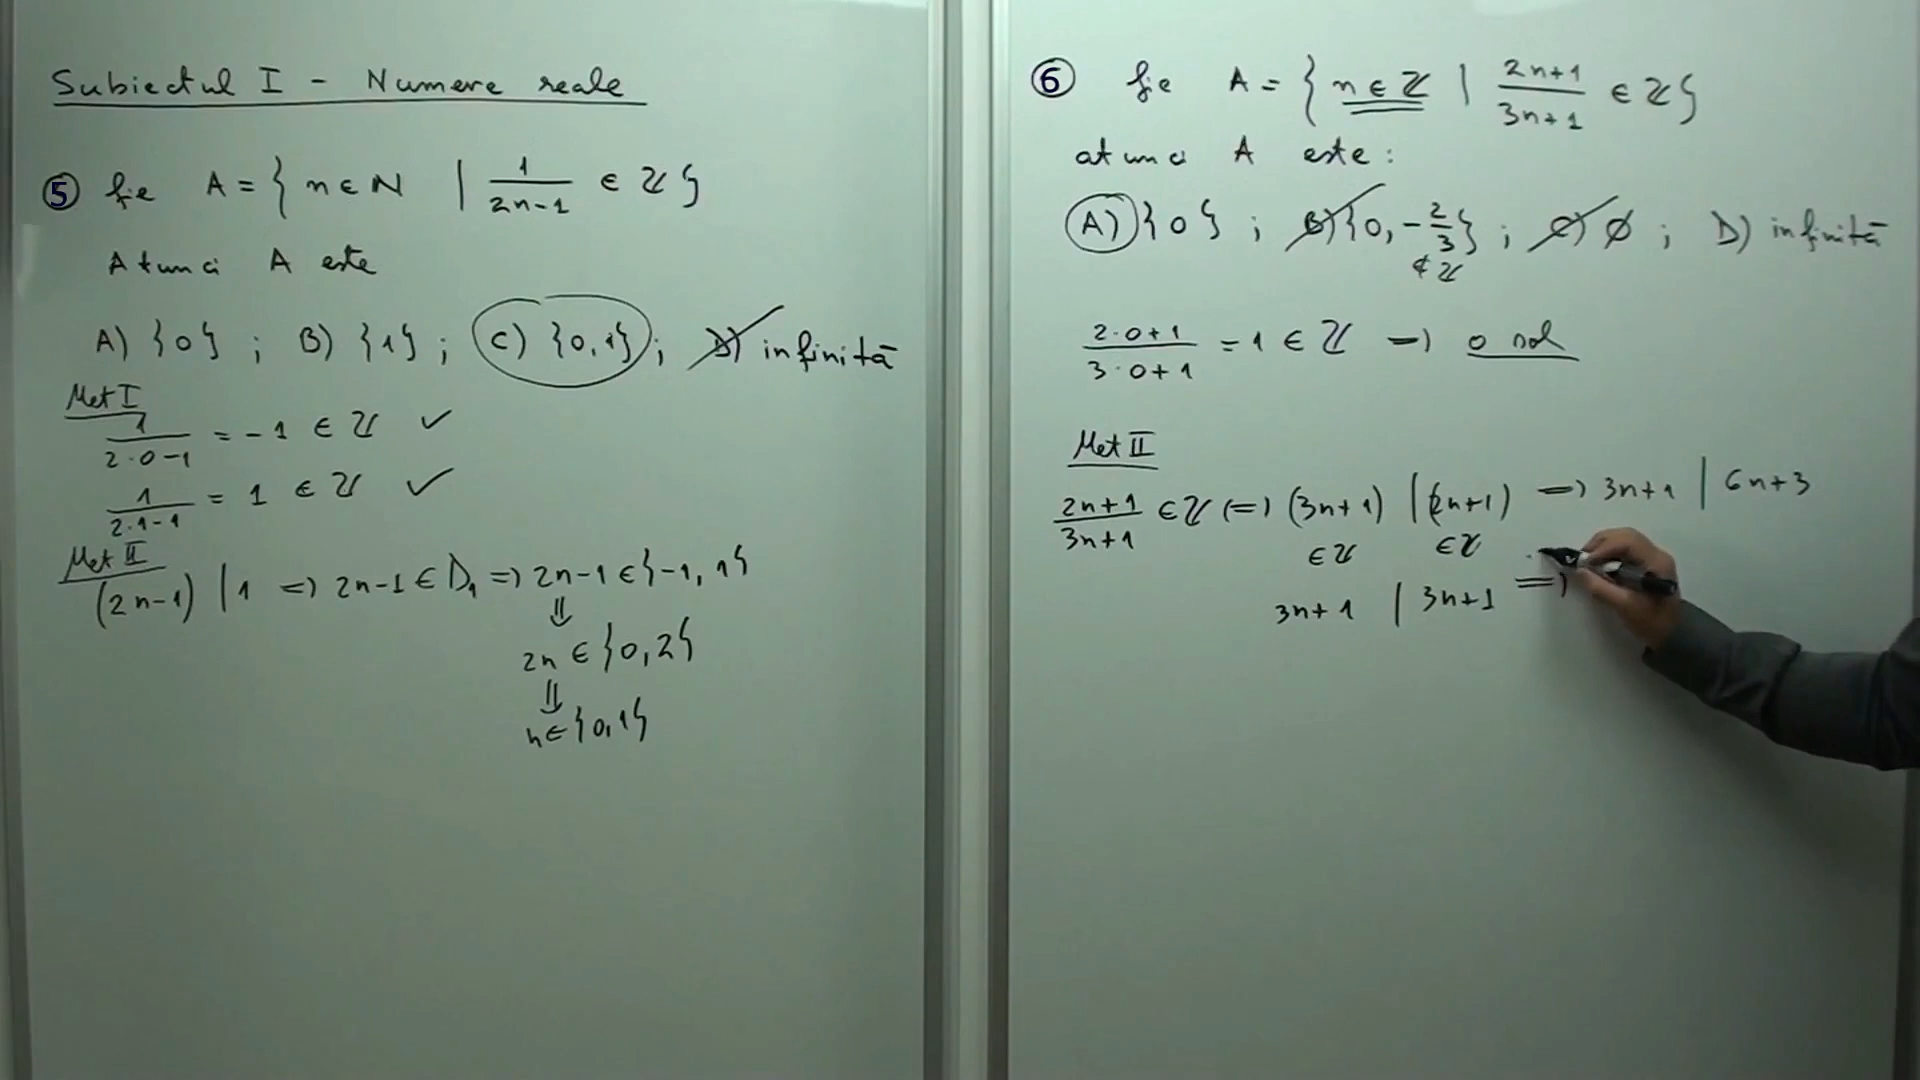 Subiectul I - Numere reale
⑤ fie A = { n ∈ N | 1/(2n-1) ∈ Z }
Atunci A este
A) {0} ; B) {1} ; C) {0,1} ; D) infinită
Met I
1/(2·0-1) = -1 ∈ Z ✓
1/(2·1-1) = 1 ∈ Z ✓
Met II
(2n-1) | 1 => 2n-1 ∈ D₁ => 2n-1 ∈ {-1, 1}
⇓
2n ∈ {0,2}
⇓
n ∈ {0,1}
⑥ fie A = { n ∈ Z | (2n+1)/(3n+1) ∈ Z }
atunci A este :
A) {0} ; B) {0, -2/3} ; C) ∅ ; D) infinită
∉ Z
(2·0+1)/(3·0+1) = 1 ∈ Z => 0 sol
Met II
(2n+1)/(3n+1) ∈ Z <=> (3n+1) | (2n+1) => 3n+1 | 6n+3
∈ Z ∈ Z
3n+1 | 3n+1 =>